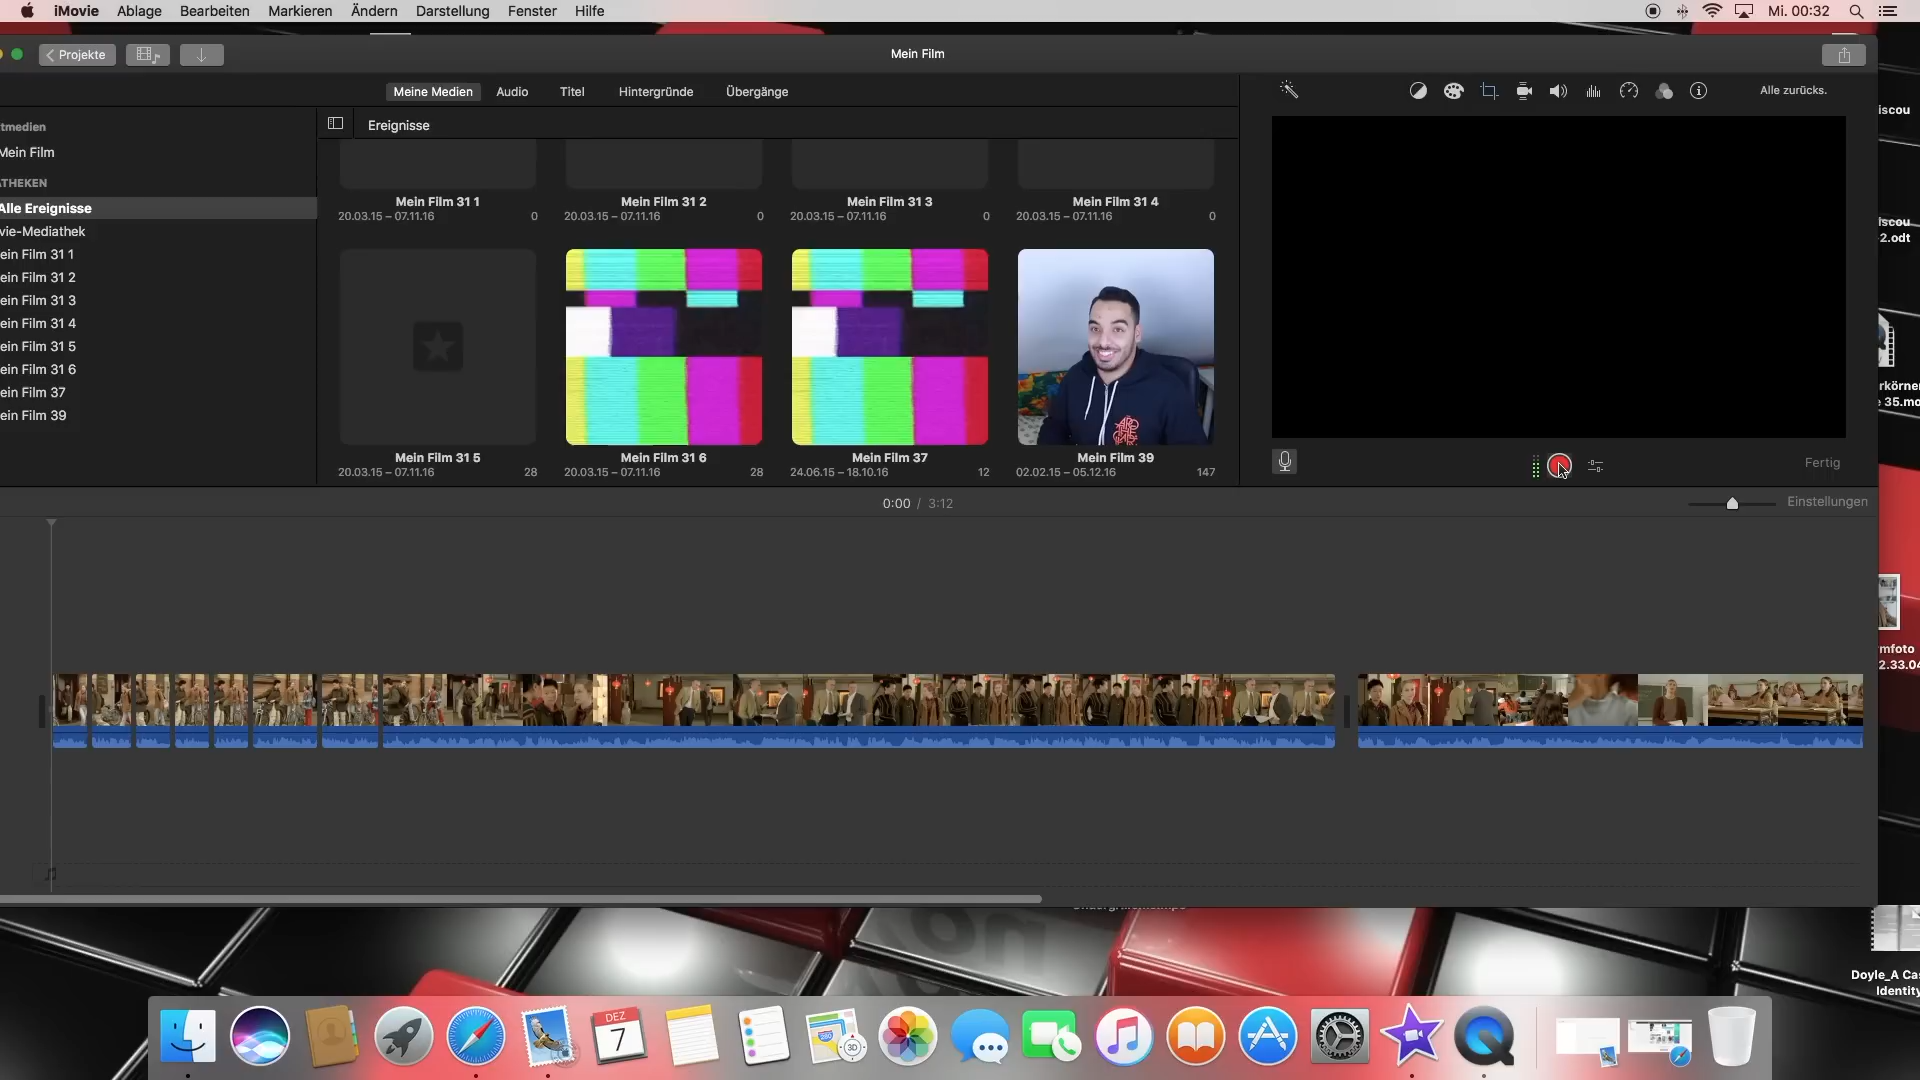 iMovie Ablage Bearbeiten Markieren Ändern Darstellung Fenster Hilfe Mi. 00:32
Projekte Mein Film
Meine Medien Audio Titel Hintergründe Übergänge Alle zurücks.
tmedien
Mein Film
ATHEKEN
Alle Ereignisse
vie-Mediathek
ein Film 31 1
ein Film 31 2
ein Film 31 3
ein Film 31 4
ein Film 31 5
ein Film 31 6
ein Film 37
ein Film 39
Ereignisse
Mein Film 31 1 Mein Film 31 2 Mein Film 31 3 Mein Film 31 4
20.03.15 – 07.11.16 0 20.03.15 – 07.11.16 0 20.03.15 – 07.11.16 0 20.03.15 – 07.11.16 0
Mein Film 31 5 Mein Film 31 6 Mein Film 37 Mein Film 39
20.03.15 – 07.11.16 28 20.03.15 – 07.11.16 28 24.06.15 – 18.10.16 12 02.02.15 – 05.12.16 147
Fertig
0:00 / 3:12 Einstellungen
iscou
iscou
2.odt
rkörner
e 35.mo
mfoto
2.33.04
Doyle_A Cas
Identity
DEZ
7
3D